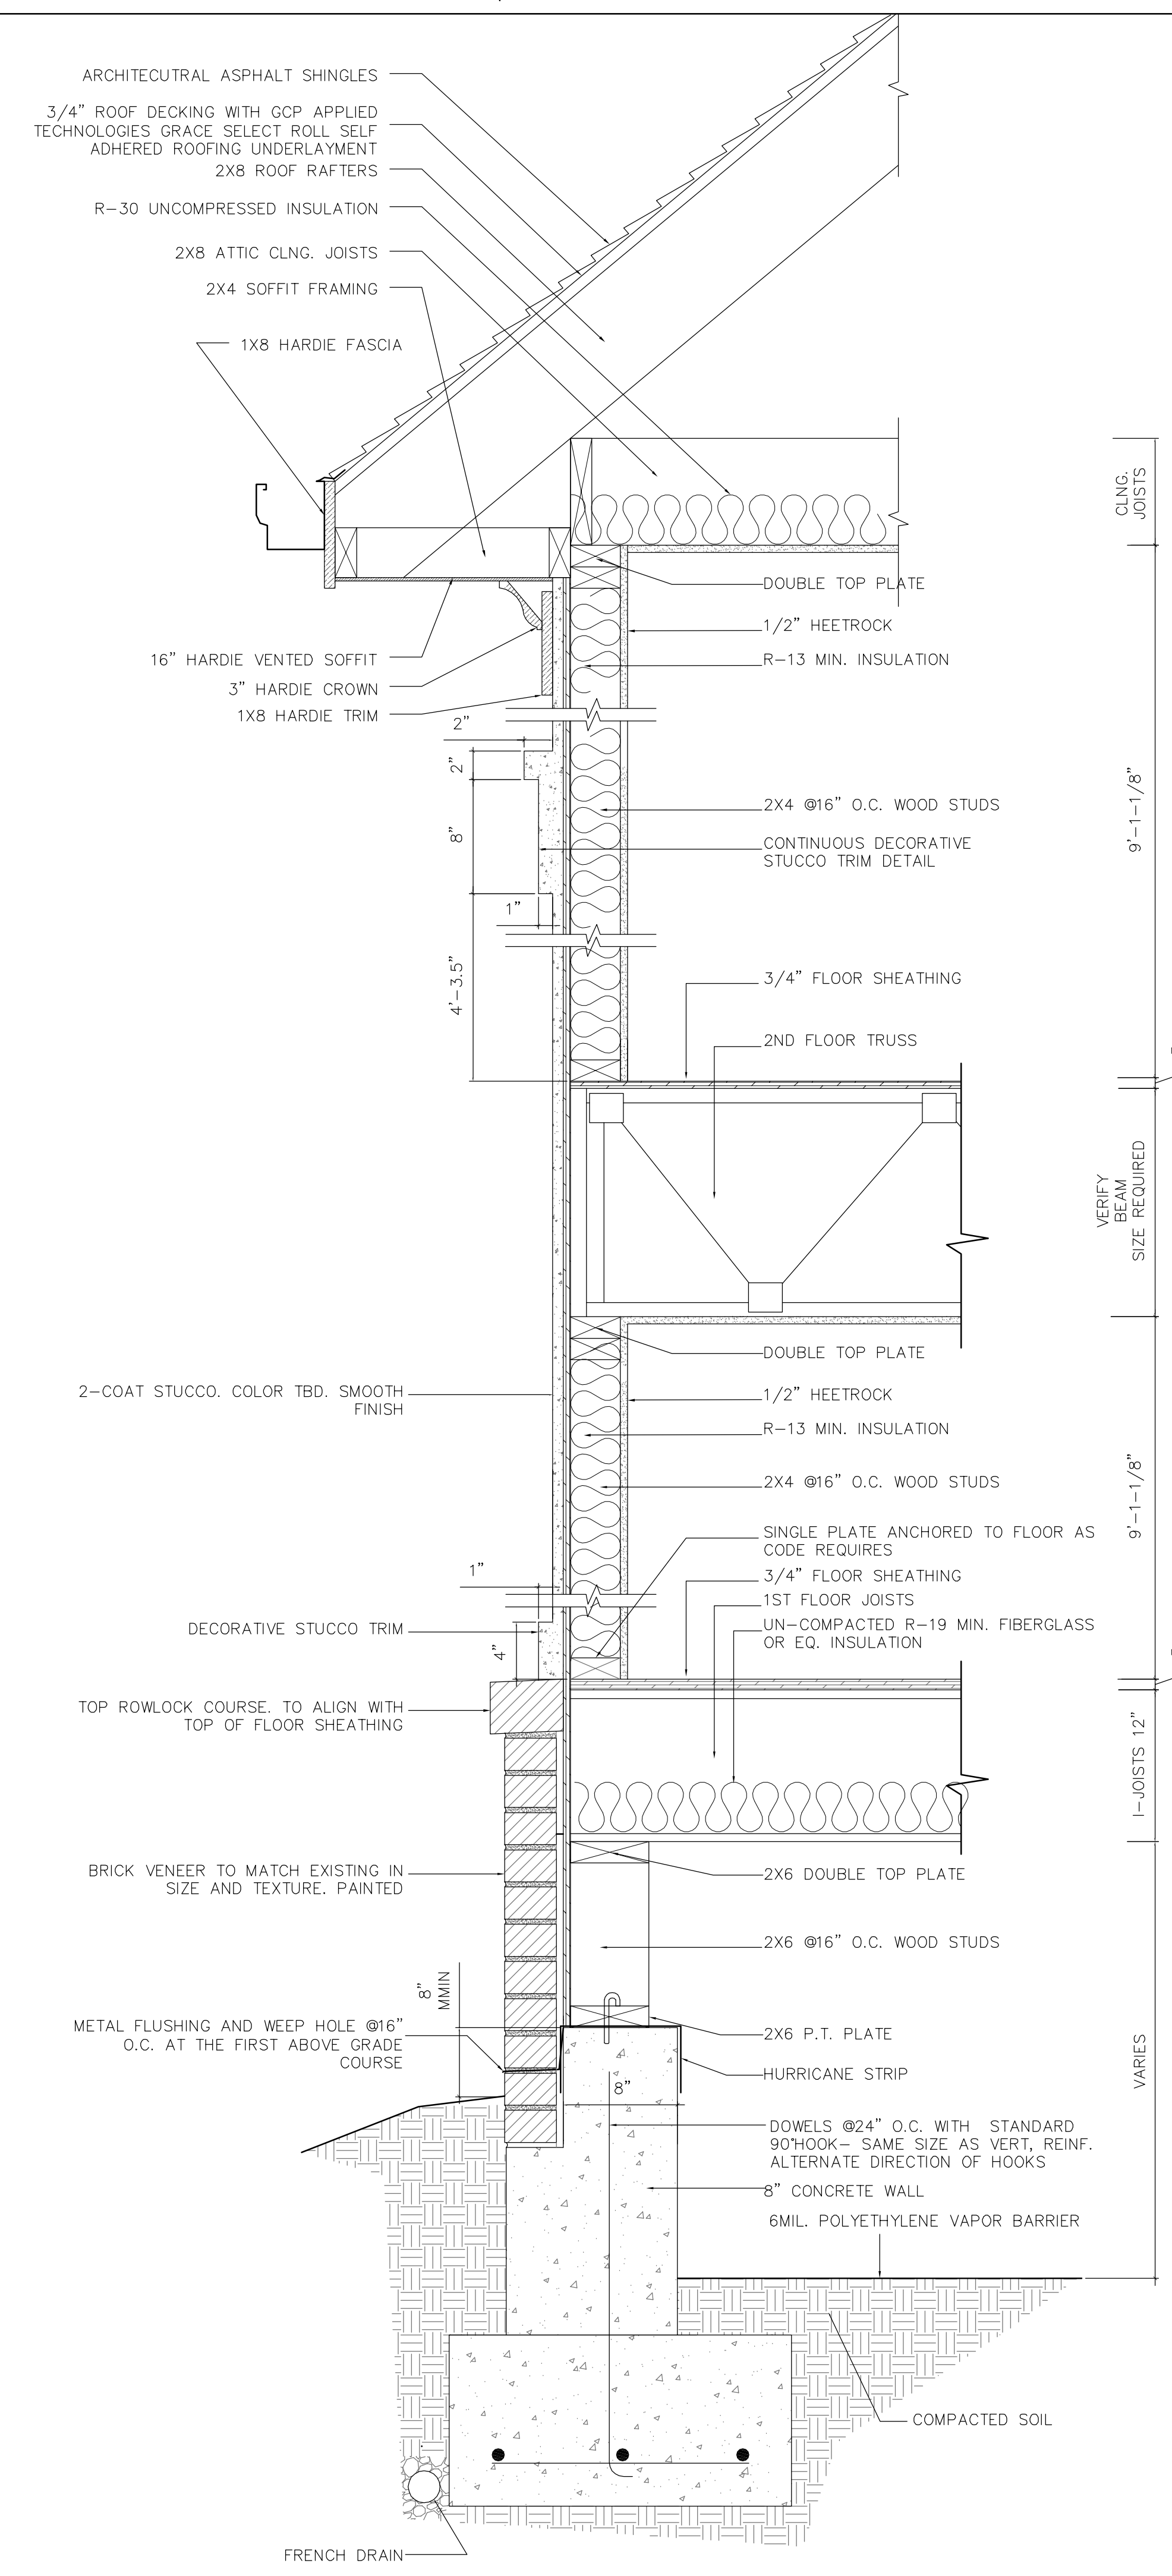 ARCHITECUTRAL ASPHALT SHINGLES
3/4" ROOF DECKING WITH GCP APPLIED
TECHNOLOGIES GRACE SELECT ROLL SELF
ADHERED ROOFING UNDERLAYMENT
2X8 ROOF RAFTERS
R-30 UNCOMPRESSED INSULATION
2X8 ATTIC CLNG. JOISTS
2X4 SOFFIT FRAMING
1X8 HARDIE FASCIA
CLNG.
JOISTS
DOUBLE TOP PLATE
1/2" HEETROCK
R-13 MIN. INSULATION
16" HARDIE VENTED SOFFIT
3" HARDIE CROWN
1X8 HARDIE TRIM
2"
2"
8"
1"
4'-3.5"
9'-1-1/8"
2X4 @16" O.C. WOOD STUDS
CONTINUOUS DECORATIVE
STUCCO TRIM DETAIL
3/4" FLOOR SHEATHING
2ND FLOOR TRUSS
VERIFY
BEAM
SIZE REQUIRED
DOUBLE TOP PLATE
2-COAT STUCCO. COLOR TBD. SMOOTH
FINISH
1/2" HEETROCK
R-13 MIN. INSULATION
2X4 @16" O.C. WOOD STUDS
9'-1-1/8"
SINGLE PLATE ANCHORED TO FLOOR AS
CODE REQUIRES
1"
3/4" FLOOR SHEATHING
1ST FLOOR JOISTS
UN-COMPACTED R-19 MIN. FIBERGLASS
OR EQ. INSULATION
DECORATIVE STUCCO TRIM
4"
TOP ROWLOCK COURSE. TO ALIGN WITH
TOP OF FLOOR SHEATHING
I-JOISTS 12"
BRICK VENEER TO MATCH EXISTING IN
SIZE AND TEXTURE. PAINTED
2X6 DOUBLE TOP PLATE
2X6 @16" O.C. WOOD STUDS
8"
MMIN
METAL FLUSHING AND WEEP HOLE @16"
O.C. AT THE FIRST ABOVE GRADE
COURSE
2X6 P.T. PLATE
HURRICANE STRIP
8"
VARIES
DOWELS @24" O.C. WITH STANDARD
90°HOOK- SAME SIZE AS VERT, REINF.
ALTERNATE DIRECTION OF HOOKS
8" CONCRETE WALL
6MIL. POLYETHYLENE VAPOR BARRIER
COMPACTED SOIL
FRENCH DRAIN